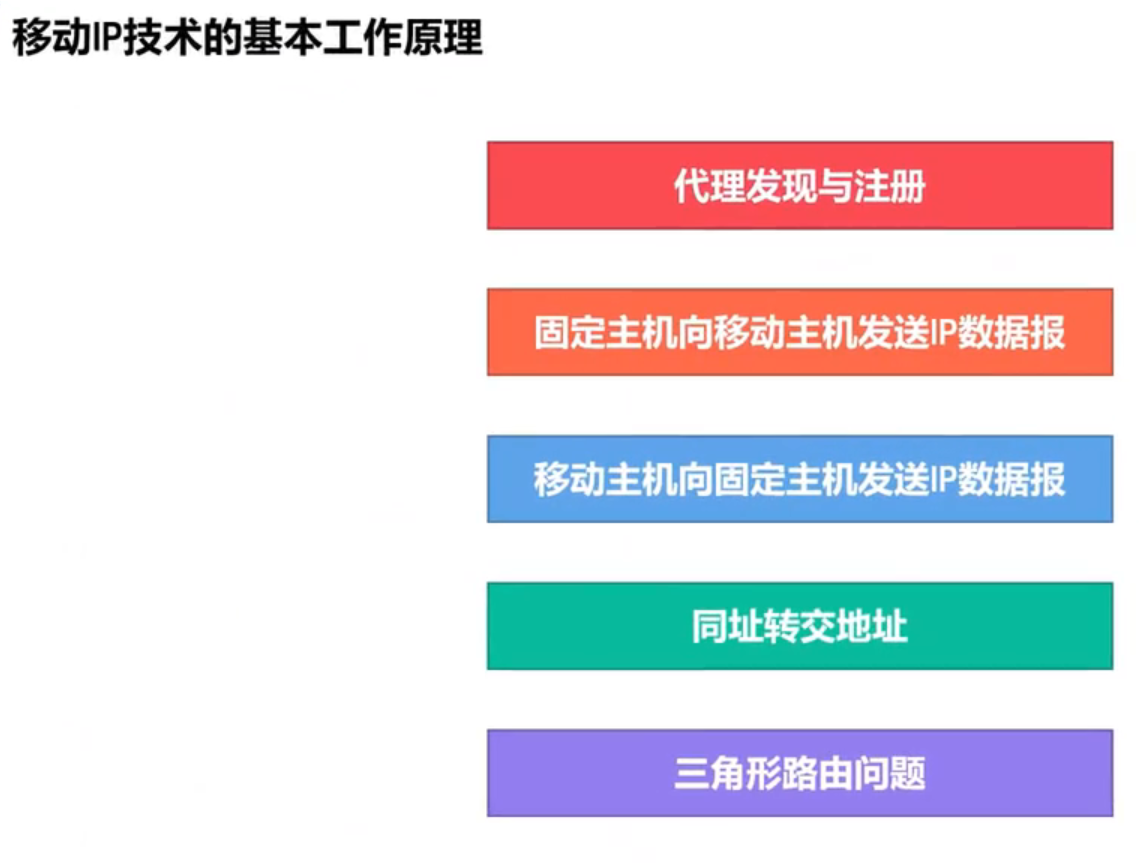 移动IP技术的基本工作原理
代理发现与注册
固定主机向移动主机发送IP数据报
移动主机向固定主机发送IP数据报
同址转交地址
三角形路由问题